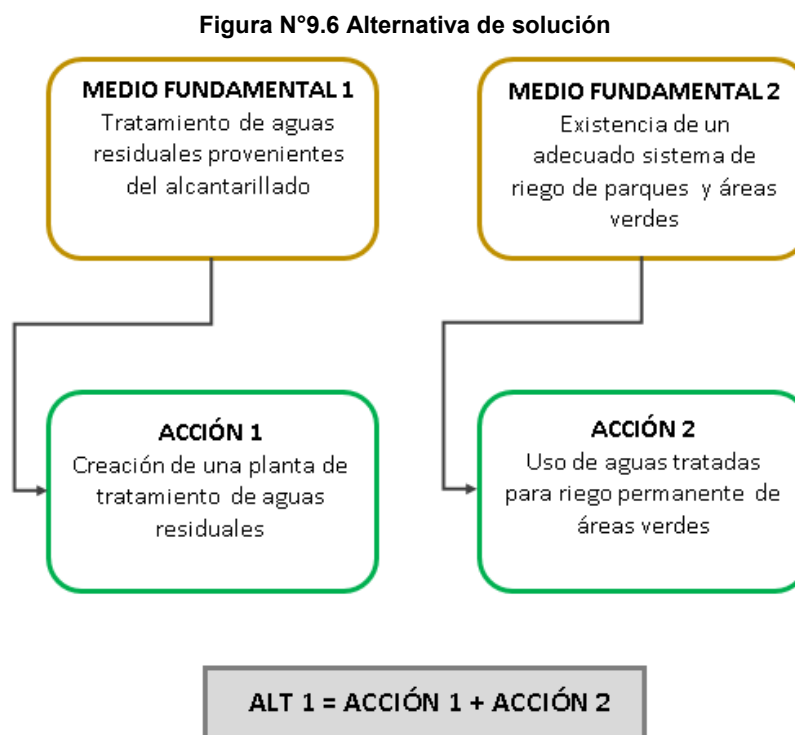 Figura N°9.6 Alternativa de solución
MEDIO FUNDAMENTAL 1
Tratamiento de aguas
residuales provenientes
del alcantarillado
MEDIO FUNDAMENTAL 2
Existencia de un
adecuado sistema de
riego de parques y áreas
verdes
ACCIÓN 1
Creación de una planta de
tratamiento de aguas
residuales
ACCIÓN 2
Uso de aguas tratadas
para riego permanente de
áreas verdes
ALT 1 = ACCIÓN 1 + ACCIÓN 2